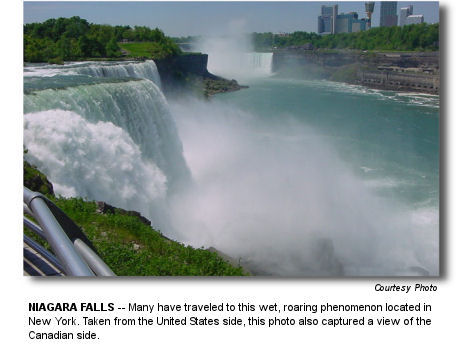 Courtesy Photo
NIAGARA FALLS -- Many have traveled to this wet, roaring phenomenon located in
New York. Taken from the United States side, this photo also captured a view of the
Canadian side.